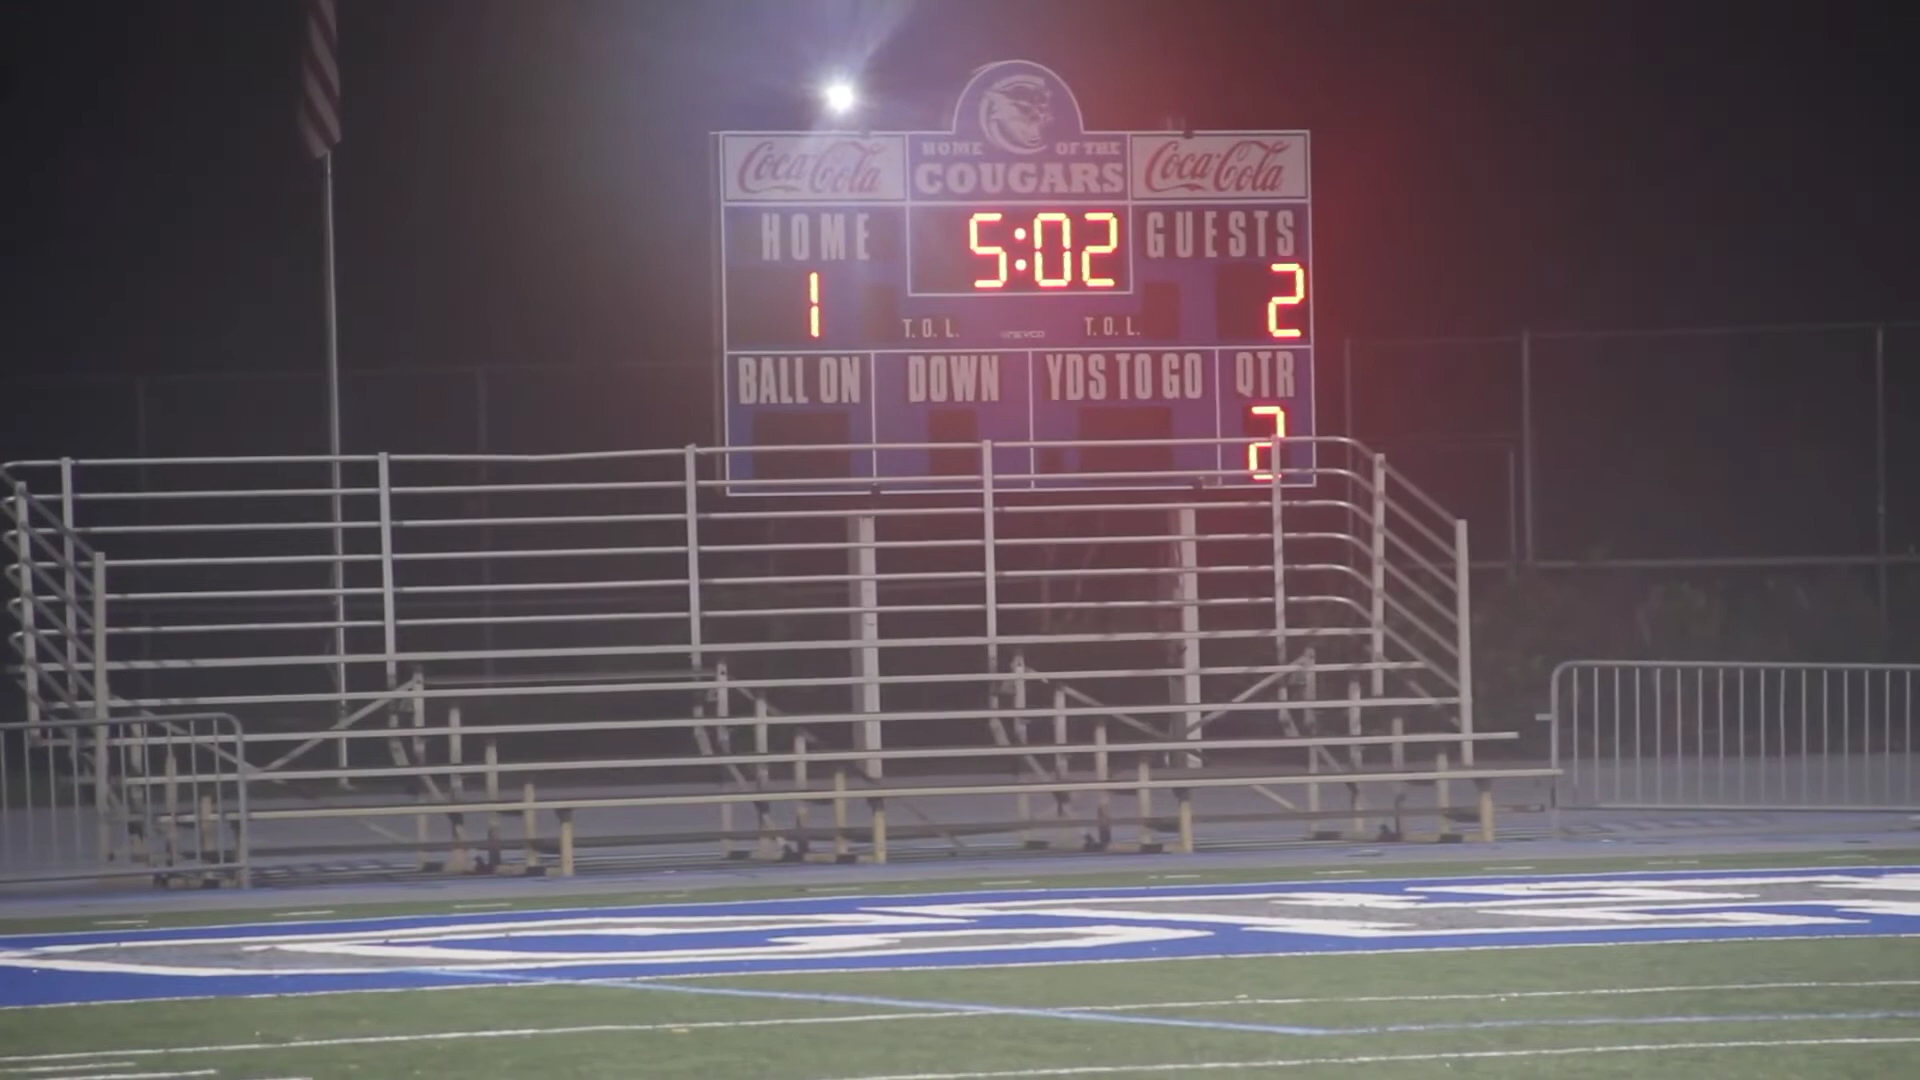 Coca-Cola
HOME OF THE
COUGARS
Coca-Cola
HOME
5:02
GUESTS
1
2
T.O.L.
T.O.L.
BALL ON
DOWN
YDS TO GO
QTR
2